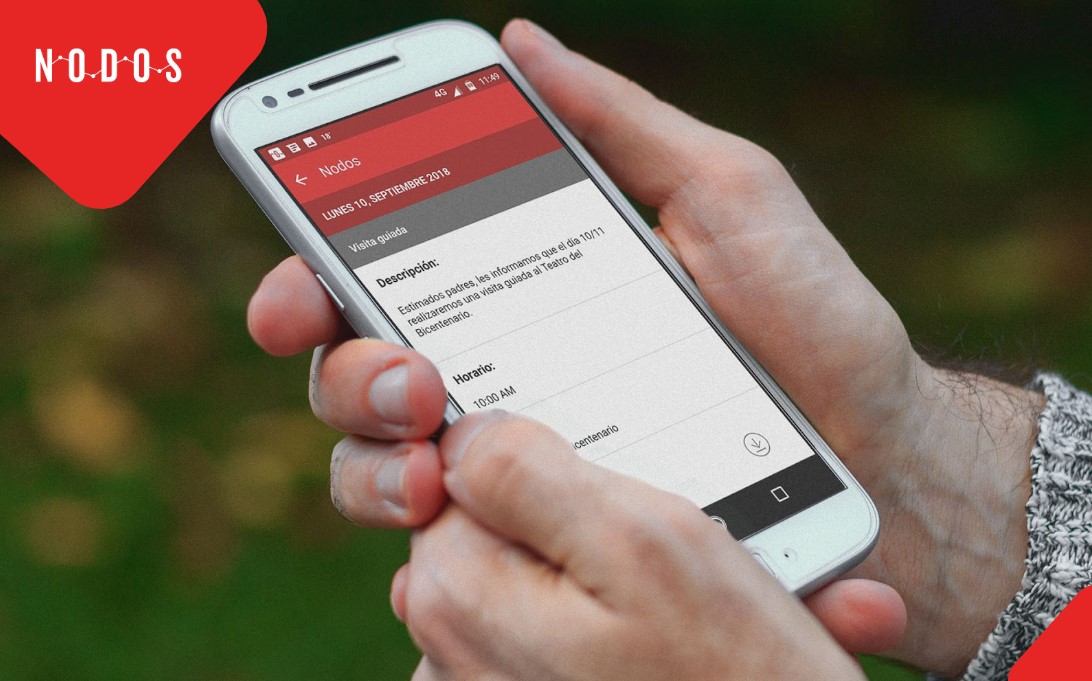 NODOS
18°
4G
11:49
Nodos
LUNES 10, SEPTIEMBRE 2018
Visita guiada
Descripción:
Estimados padres, les informamos que el día 10/11
realizaremos una visita guiada al Teatro del
Bicentenario.
Horario:
10:00 AM
icentenario